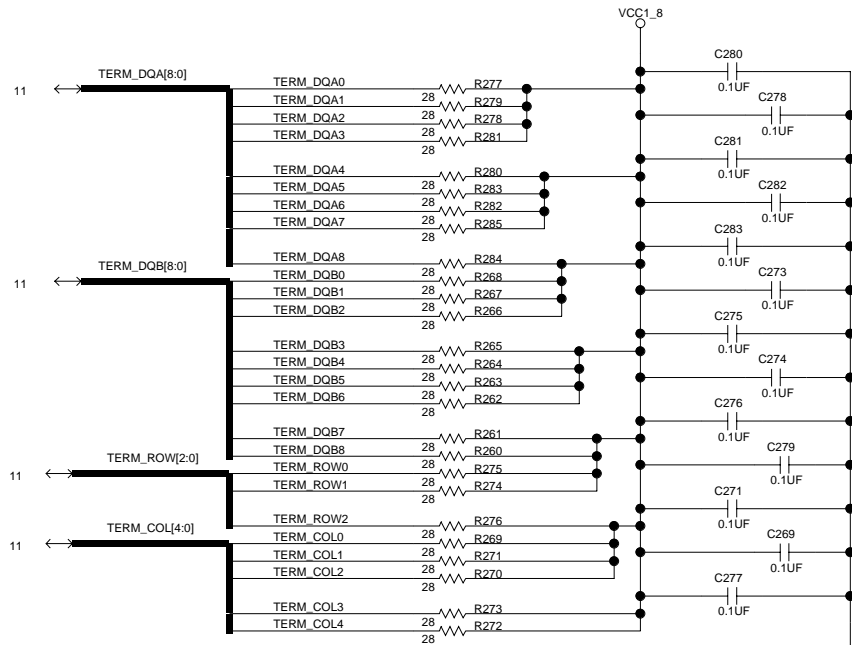 VCC1_8
TERM_DQA[8:0]
11
TERM_DQA0 28 R277
TERM_DQA1 28 R279
TERM_DQA2 28 R278
TERM_DQA3 28 R281
TERM_DQA4 28 R280
TERM_DQA5 28 R283
TERM_DQA6 28 R282
TERM_DQA7 28 R285
TERM_DQB[8:0]
11
TERM_DQA8 28 R284
TERM_DQB0 28 R268
TERM_DQB1 28 R267
TERM_DQB2 28 R266
TERM_DQB3 28 R265
TERM_DQB4 28 R264
TERM_DQB5 28 R263
TERM_DQB6 28 R262
TERM_DQB7 28 R261
TERM_DQB8 28 R260
TERM_ROW[2:0]
11
TERM_ROW0 28 R275
TERM_ROW1 28 R274
TERM_ROW2 28 R276
TERM_COL[4:0]
11
TERM_COL0 28 R269
TERM_COL1 28 R271
TERM_COL2 28 R270
TERM_COL3 28 R273
TERM_COL4 28 R272
C280
0.1UF
C278
0.1UF
C281
0.1UF
C282
0.1UF
C283
0.1UF
C273
0.1UF
C275
0.1UF
C274
0.1UF
C276
0.1UF
C279
0.1UF
C271
0.1UF
C269
0.1UF
C277
0.1UF